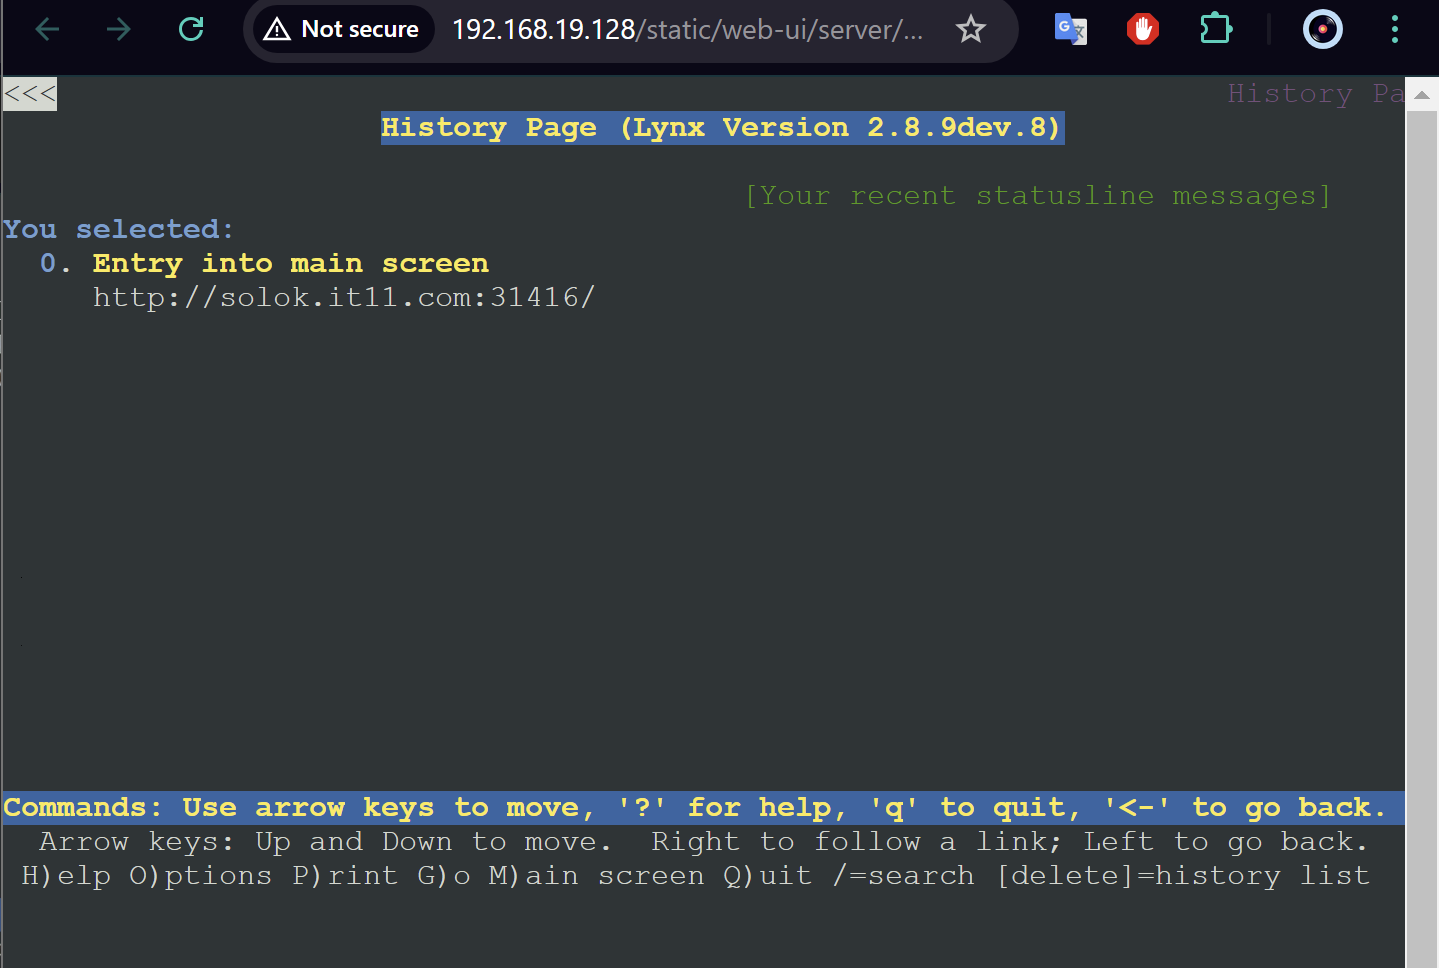 Not secure 192.168.19.128/static/web-ui/server/...
<<< History Pa
History Page (Lynx Version 2.8.9dev.8)
[Your recent statusline messages]
You selected:
0. Entry into main screen
http://solok.it11.com:31416/
Commands: Use arrow keys to move, '?' for help, 'q' to quit, '<-' to go back.
Arrow keys: Up and Down to move. Right to follow a link; Left to go back.
H)elp O)ptions P)rint G)o M)ain screen Q)uit /=search [delete]=history list